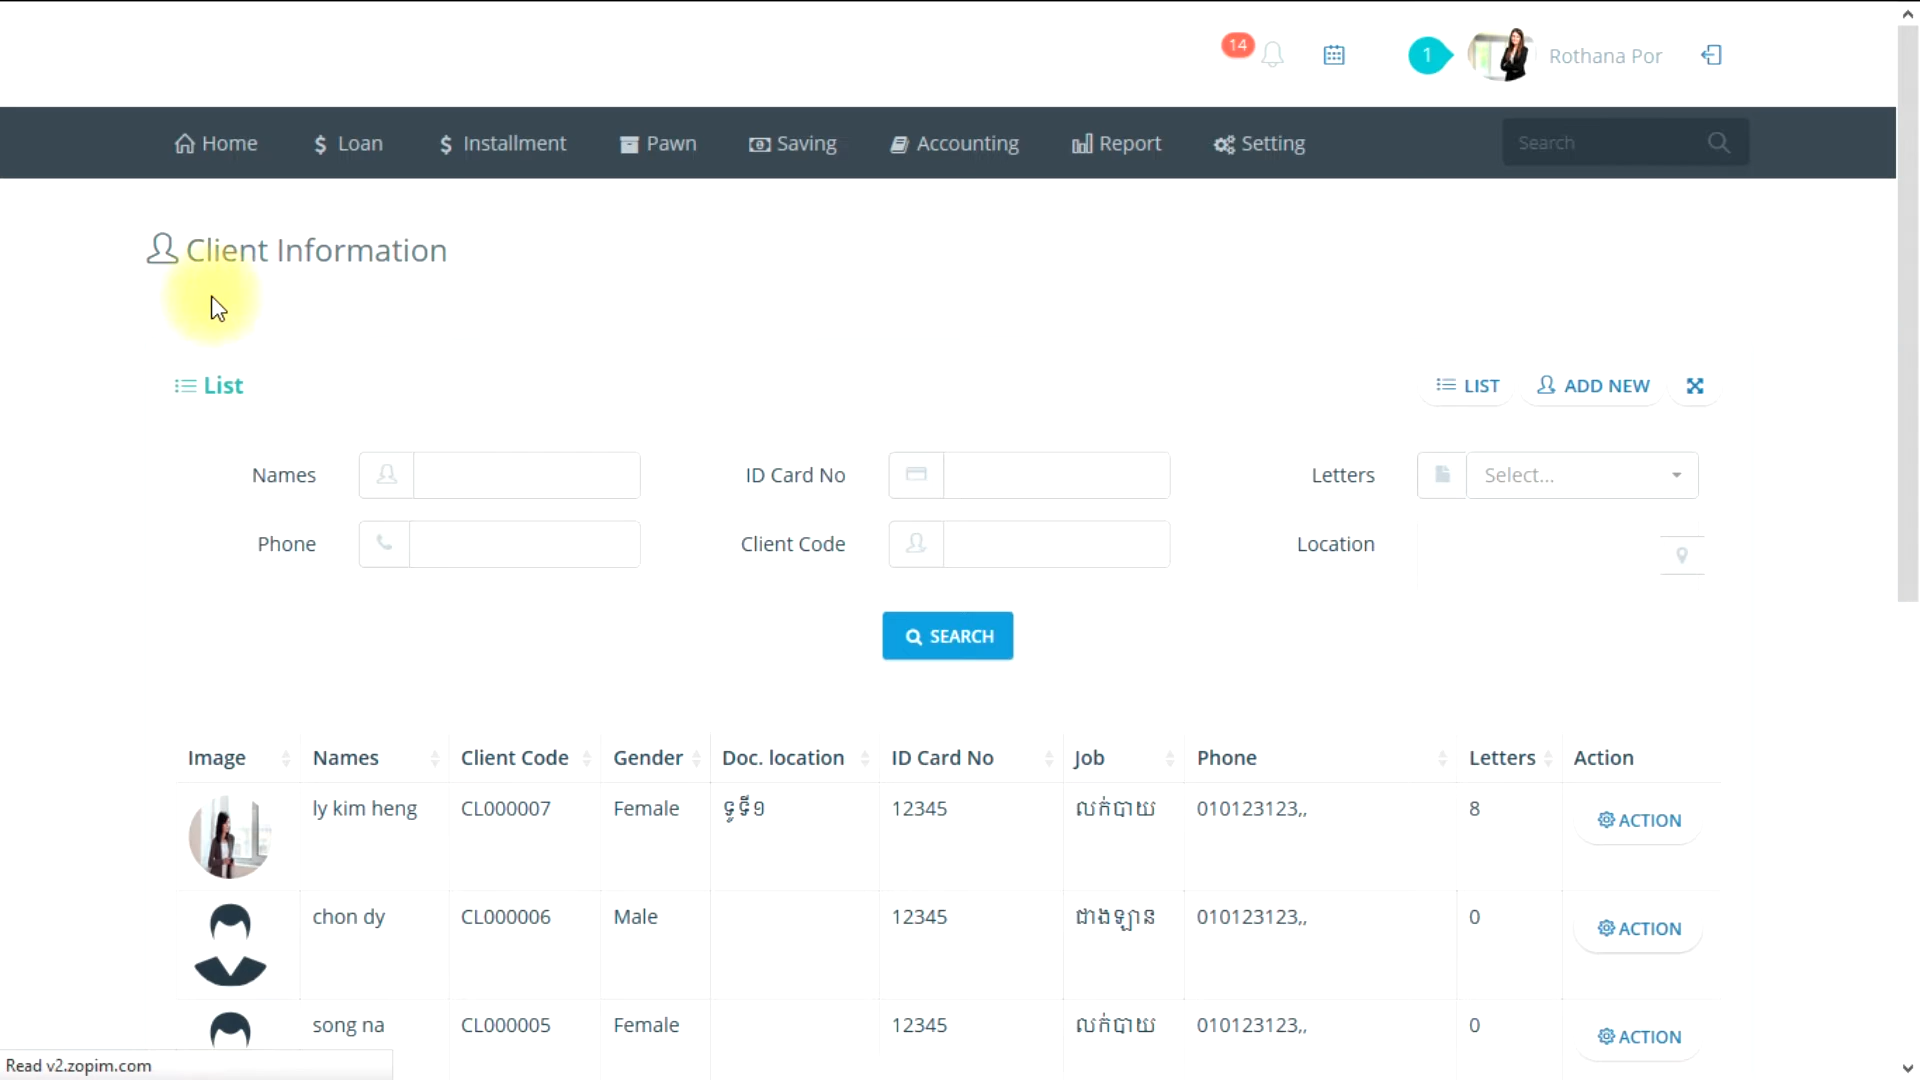 14
1
Rothana Por
Home
Loan
Installment
Pawn
Saving
Accounting
Report
Setting
Search
Client Information
List
LIST
ADD NEW
Names
ID Card No
Letters
Select...
Phone
Client Code
Location
SEARCH
Image Names Client Code Gender Doc. location ID Card No Job Phone Letters Action
ly kim heng CL000007 Female ទូទី១ 12345 លក់បាយ 010123123,, 8 ACTION
chon dy CL000006 Male 12345 ជាងឡាន 010123123,, 0 ACTION
song na CL000005 Female 12345 លក់បាយ 010123123,, 0 ACTION
Read v2.zopim.com